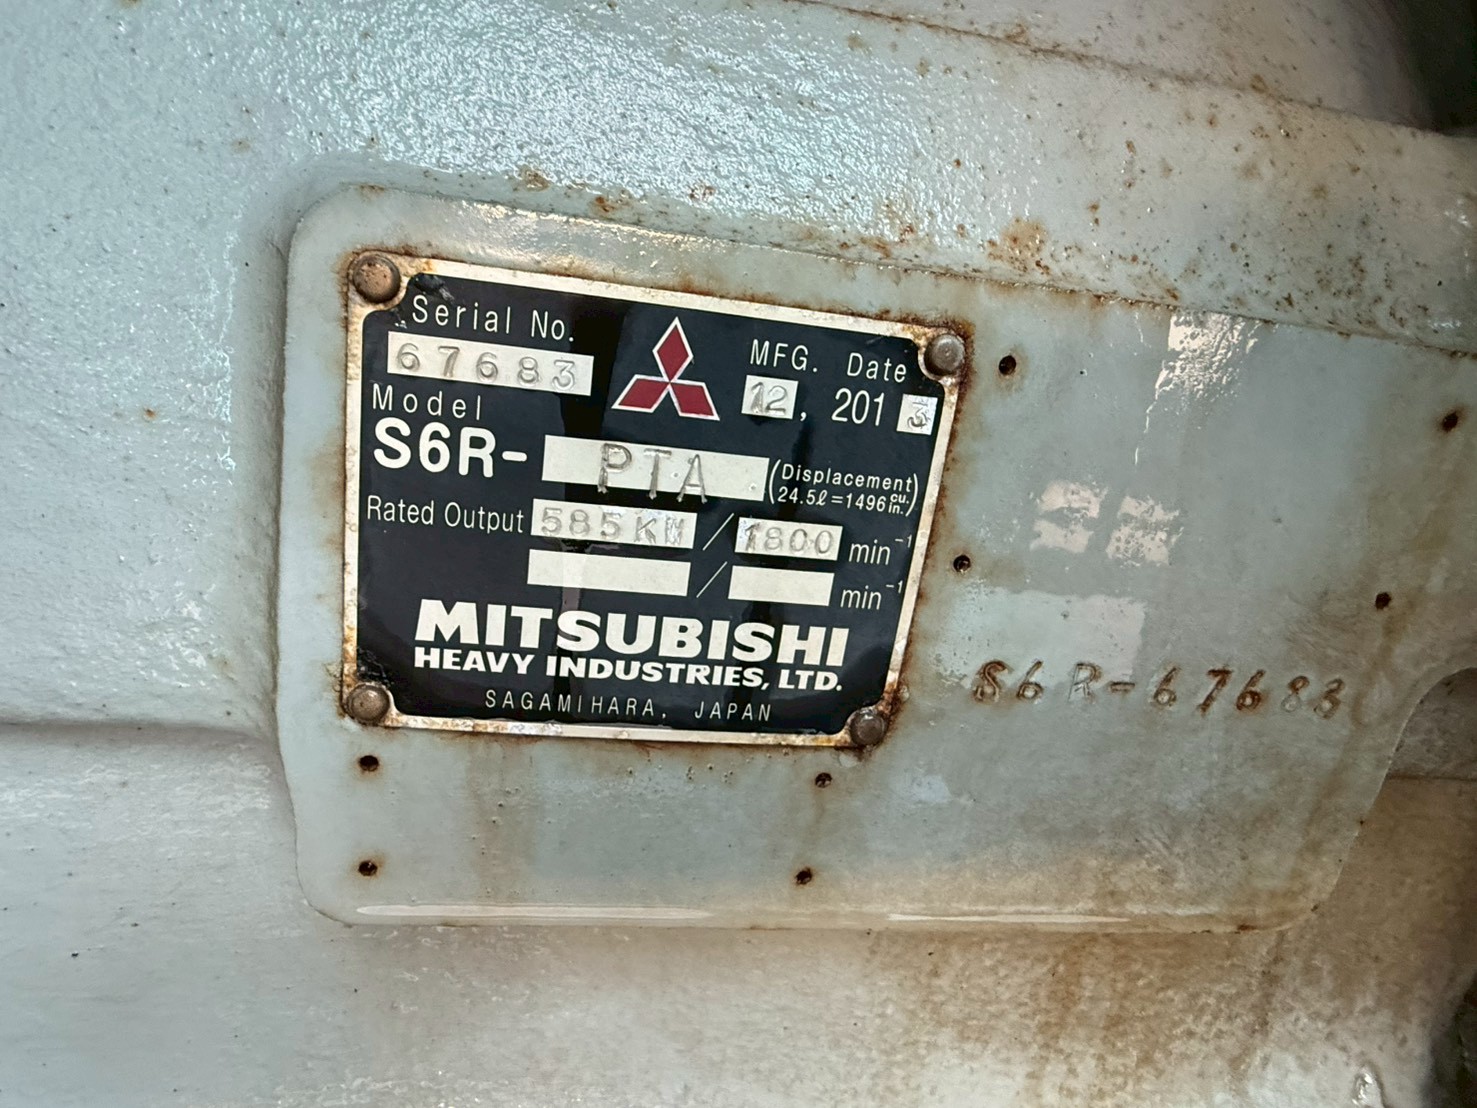 Serial No.
67683
MFG. Date
12, 2013
Model
S6R-PTA
(Displacement
24.5ℓ=1496 cu. in.)
Rated Output 585KW / 1800 min⁻¹
/ min⁻¹
MITSUBISHI
HEAVY INDUSTRIES, LTD.
SAGAMIHARA, JAPAN
S6R-67683